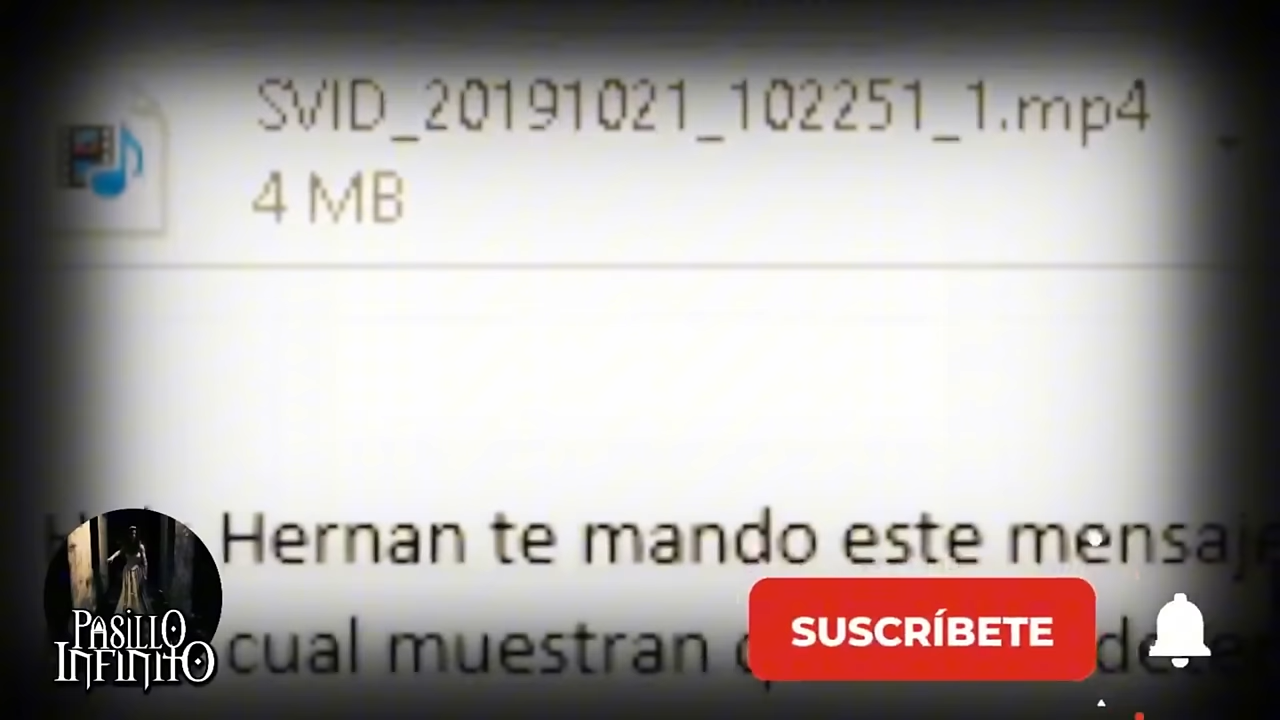 SVID_20191021_102251_1.mp4
4 MB
Hernan te mando este mensaje
cual muestran
SUSCRÍBETE
PASILLO
INFINITO